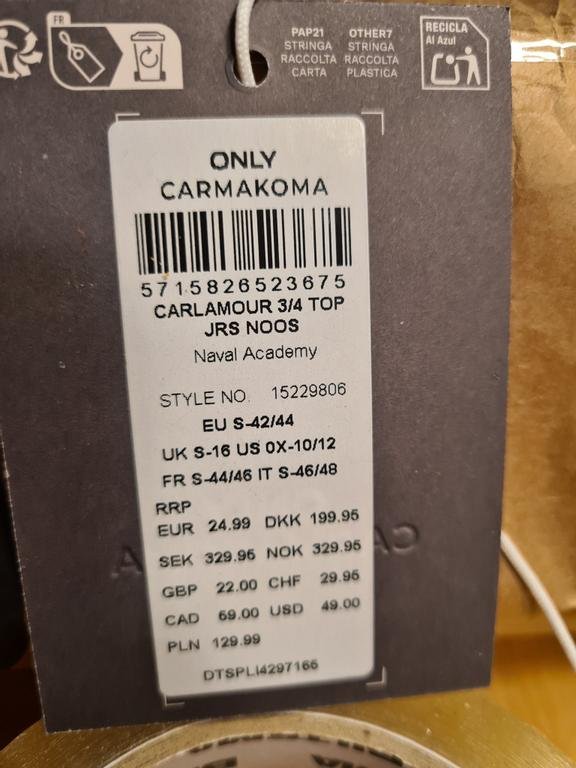 FR
PAP21
STRINGA
RACCOLTA
CARTA
OTHER7
STRINGA
RACCOLTA
PLASTICA
RECICLA
Al Azul
ONLY
CARMAKOMA
5715826523675
CARLAMOUR 3/4 TOP
JRS NOOS
Naval Academy
STYLE NO. 15229806
EU S-42/44
UK S-16 US 0X-10/12
FR S-44/46 IT S-46/48
RRP
EUR 24.99 DKK 199.95
SEK 329.95 NOK 329.95
GBP 22.00 CHF 29.95
CAD 69.00 USD 49.00
PLN 129.99
DTSPLI4297166